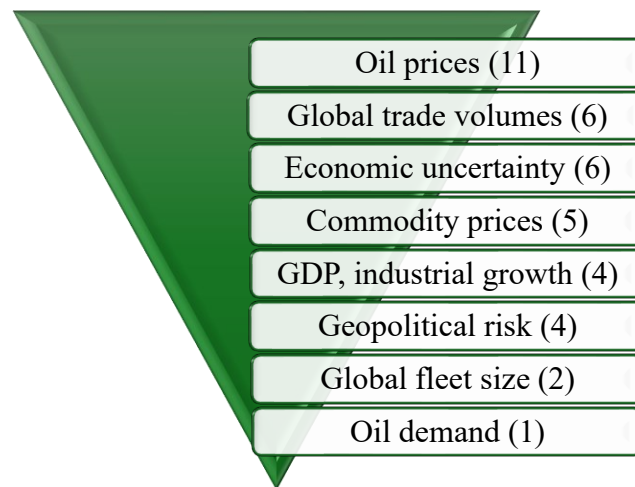 Oil prices (11)
Global trade volumes (6)
Economic uncertainty (6)
Commodity prices (5)
GDP, industrial growth (4)
Geopolitical risk (4)
Global fleet size (2)
Oil demand (1)